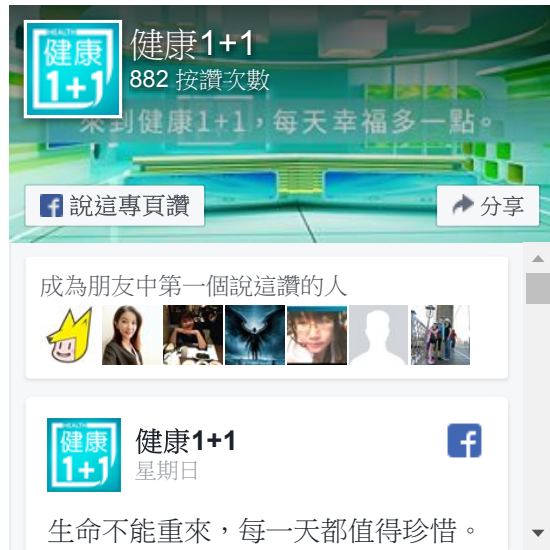 HEALTH
健康
1+1
健康1+1
882 按讚次數
來到健康1+1，每天幸福多一點。
說這專頁讚
分享
成為朋友中第一個說這讚的人
HEALTH
健康
1+1
健康1+1
星期日
生命不能重來，每一天都值得珍惜。